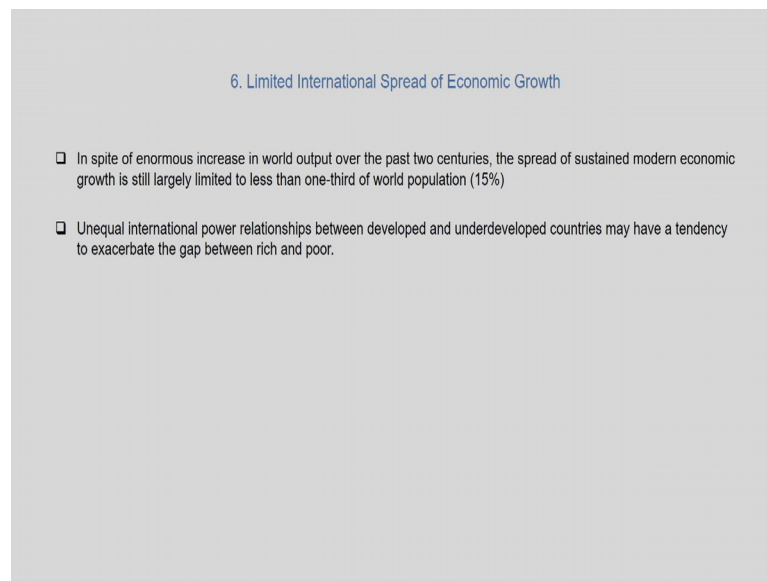 6. Limited International Spread of Economic Growth
❑ In spite of enormous increase in world output over the past two centuries, the spread of sustained modern economic
growth is still largely limited to less than one-third of world population (15%)
❑ Unequal international power relationships between developed and underdeveloped countries may have a tendency
to exacerbate the gap between rich and poor.